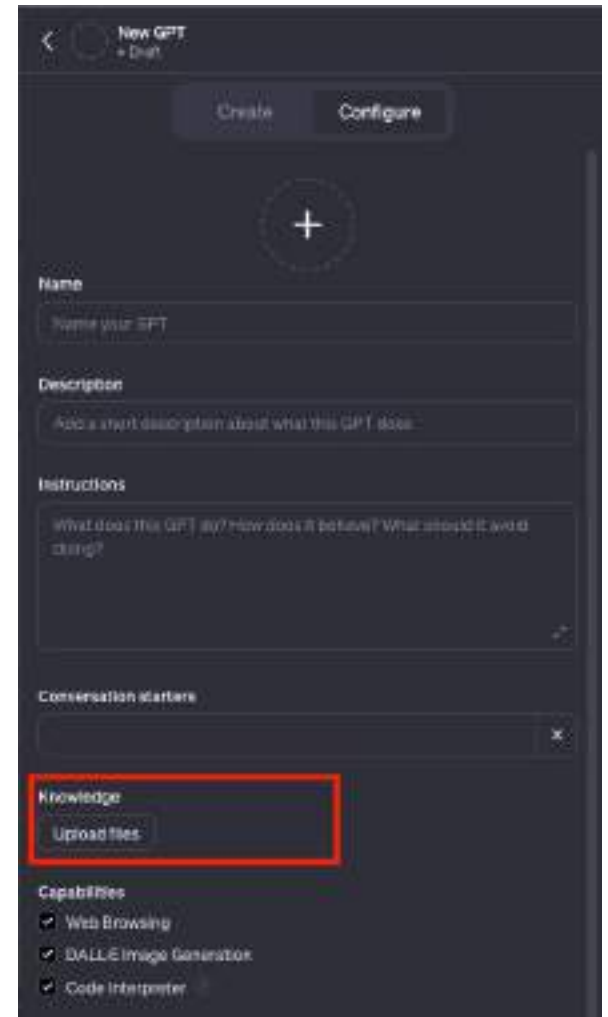 New GPT
• Draft
Create
Configure
Name
Name your GPT
Description
Add a short description about what this GPT does
Instructions
What does this GPT do? How does it behave? What should it avoid
doing?
Conversation starters
Knowledge
Upload files
Capabilities
Web Browsing
DALL·E Image Generation
Code Interpreter